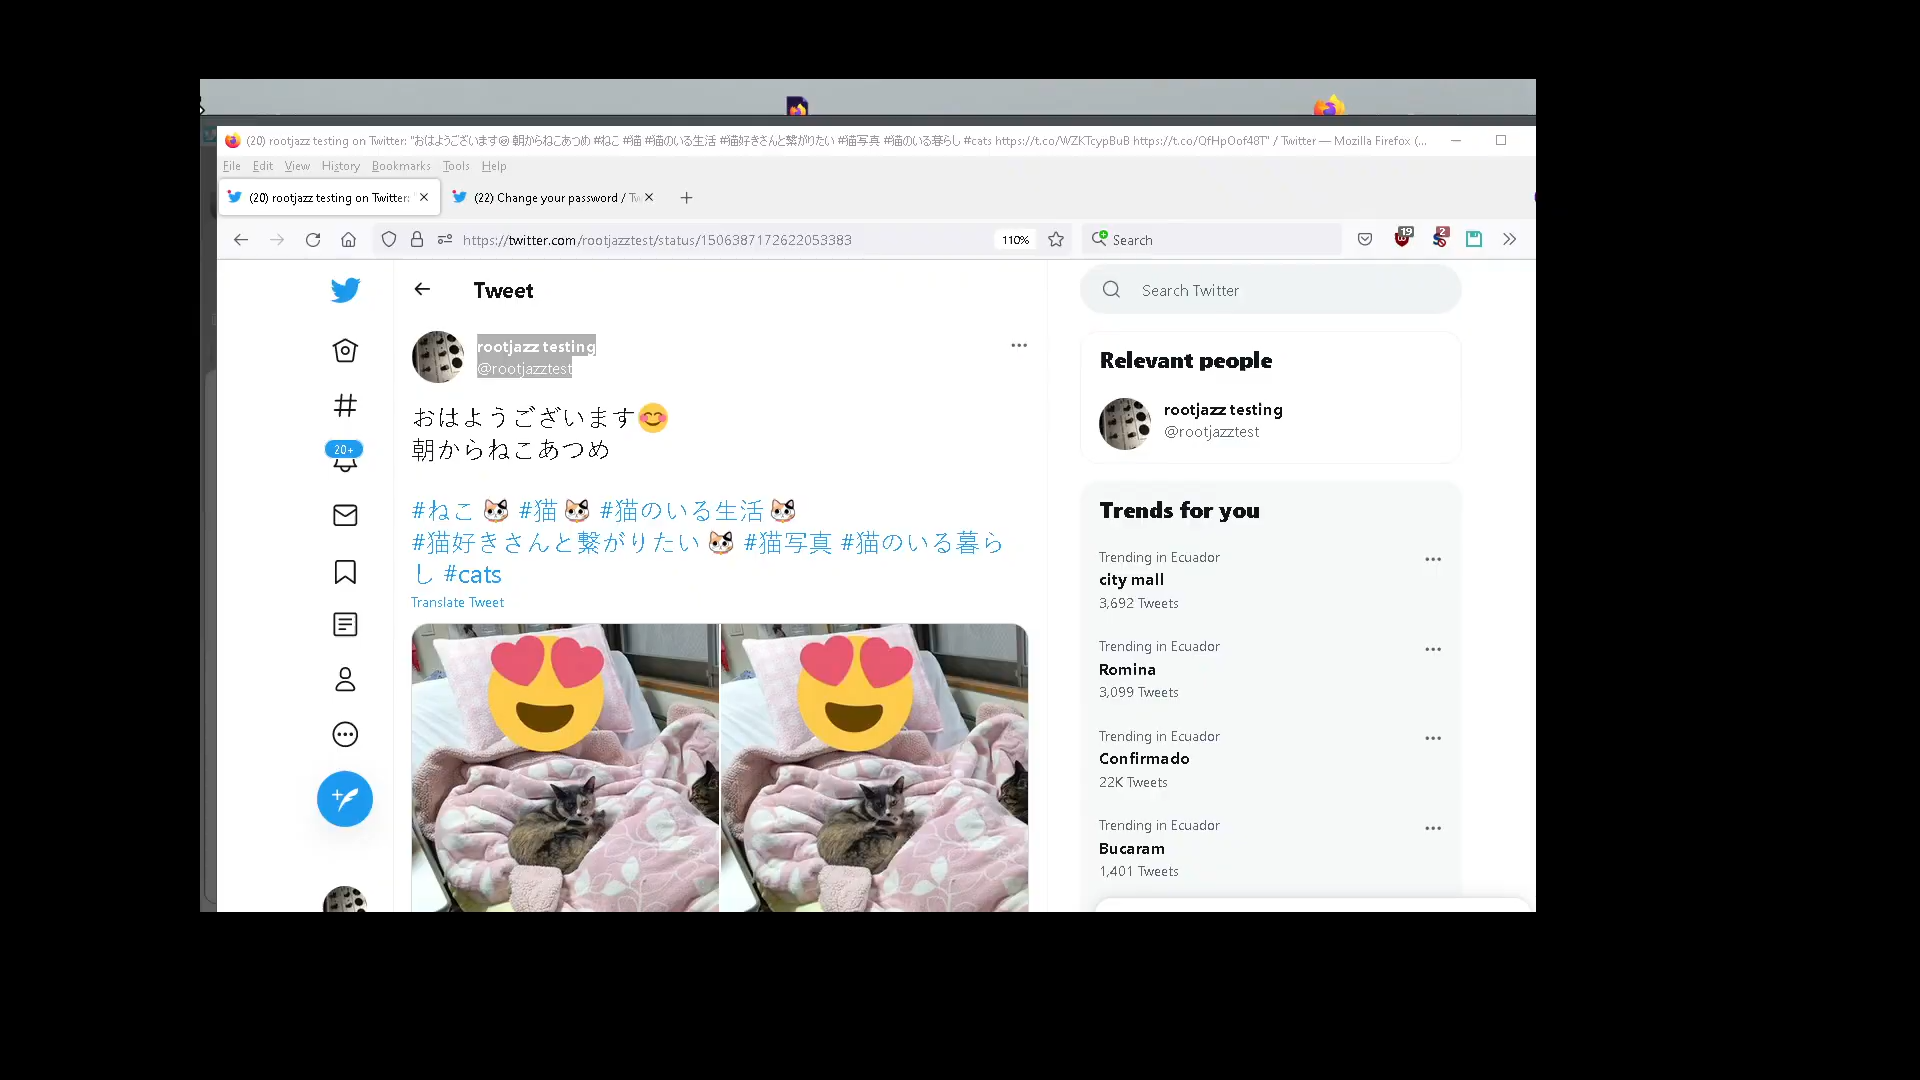 (20) rootjazz testing on Twitter: "おはようございます😊 朝からねこあつめ #ねこ #猫 #猫のいる生活 #猫好きさんと繋がりたい #猫写真 #猫のいる暮らし #cats https://t.co/WZKTcypBuB https://t.co/QfHpOof48T" / Twitter — Mozilla Firefox (...
File Edit View History Bookmarks Tools Help
(20) rootjazz testing on Twitter: "
(22) Change your password / Tw
https://twitter.com/rootjazztest/status/1506387172622053383
110%
Search
19
2
Tweet
Search Twitter
rootjazz testing
@rootjazztest
Relevant people
rootjazz testing
@rootjazztest
おはようございます😊
朝からねこあつめ
20+
#ねこ #猫 #猫のいる生活
#猫好きさんと繋がりたい #猫写真 #猫のいる暮ら
し #cats
Translate Tweet
Trends for you
Trending in Ecuador
city mall
3,692 Tweets
Trending in Ecuador
Romina
3,099 Tweets
Trending in Ecuador
Confirmado
22K Tweets
Trending in Ecuador
Bucaram
1,401 Tweets